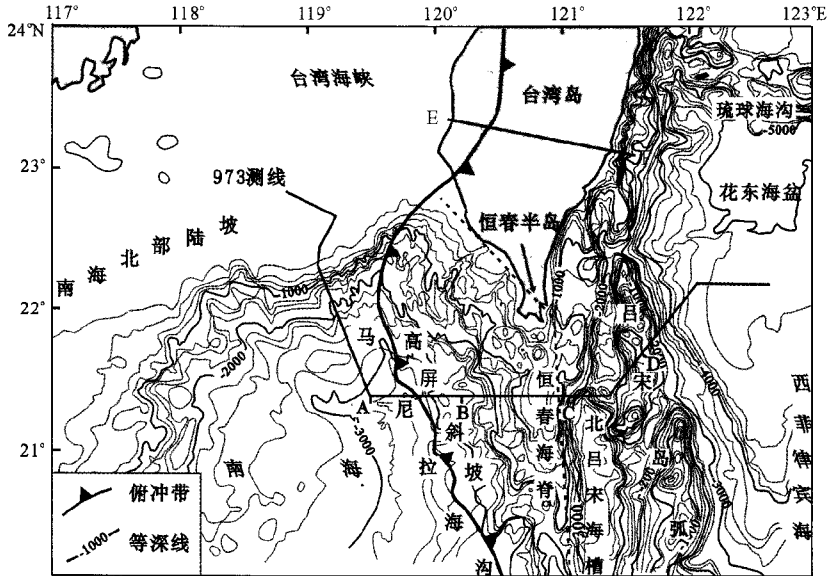 117° 118° 119° 120° 121° 122° 123°E
24°N
23°
22°
21°
台湾海峡
台湾岛
琉球海沟
-5000
花东海盆
E
973测线
恒春半岛
南海北部陆坡
-1000
-2000
-3000
马尼拉海沟
高屏斜坡
恒春海脊
北吕宋海槽
吕宋岛弧
西菲律宾海
南海
A
B
C
D
-4000
-3000
俯冲带
-1000
等深线